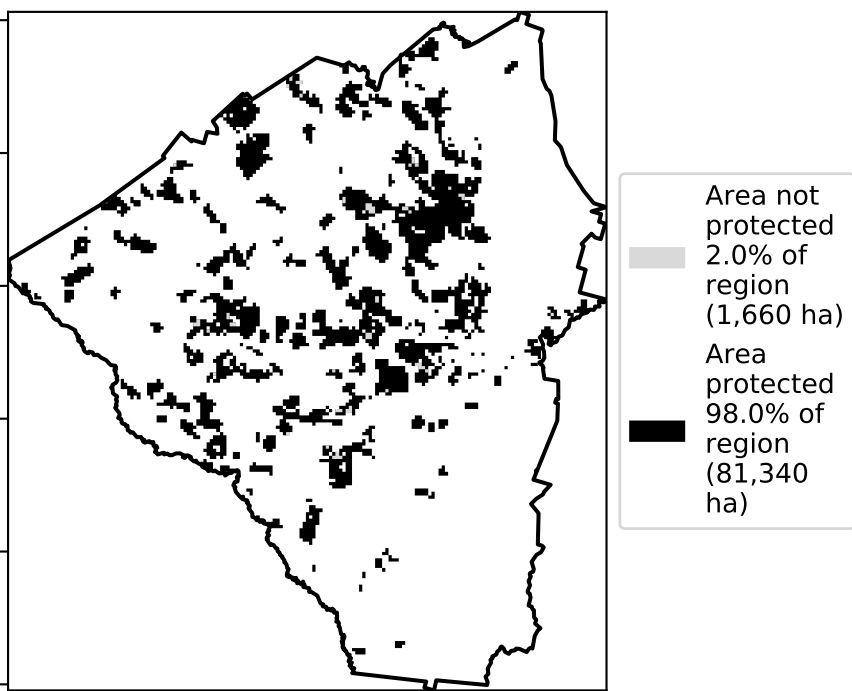 Area not
protected
2.0% of
region
(1,660 ha)
Area
protected
98.0% of
region
(81,340
ha)